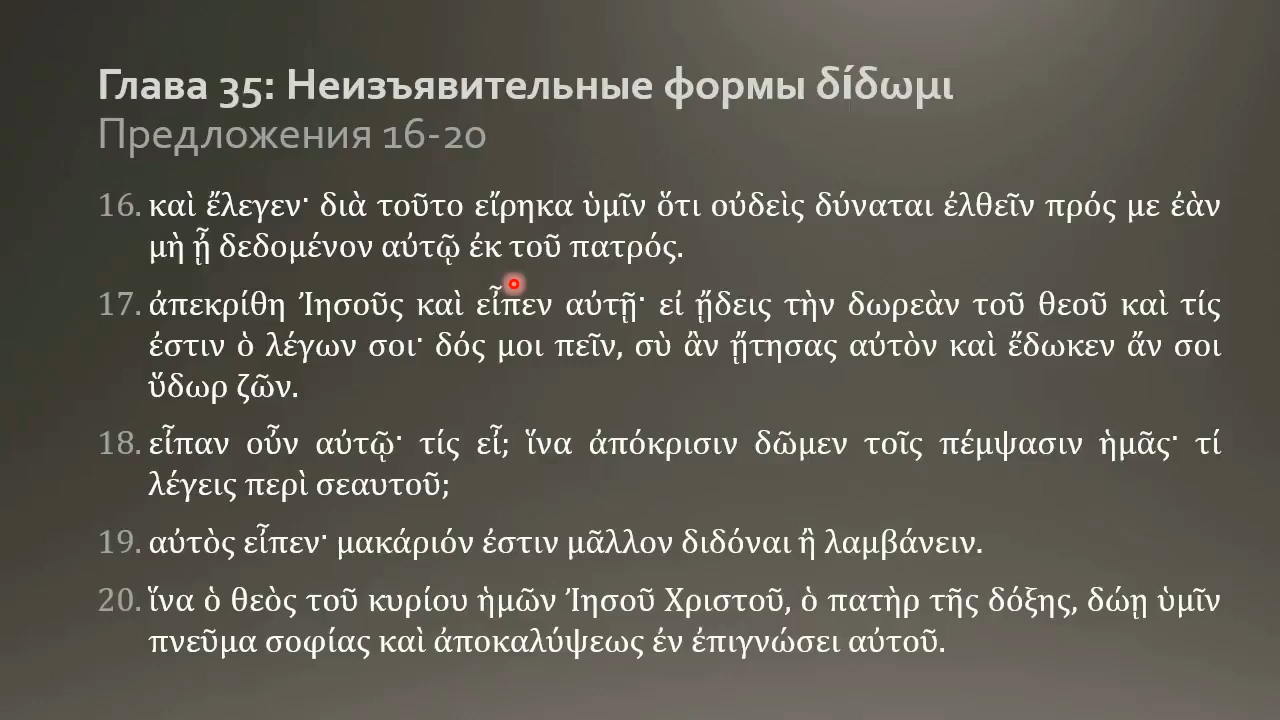 Глава 35: Неизъявительные формы δίδωμι
Предложения 16-20
16. καὶ ἔλεγεν· διὰ τοῦτο εἴρηκα ὑμῖν ὅτι οὐδεὶς δύναται ἐλθεῖν πρός με ἐὰν
μὴ ᾖ δεδομένον αὐτῷ ἐκ τοῦ πατρός.
17. ἀπεκρίθη Ἰησοῦς καὶ εἶπεν αὐτῇ· εἰ ᾔδεις τὴν δωρεὰν τοῦ θεοῦ καὶ τίς
ἐστιν ὁ λέγων σοι· δός μοι πεῖν, σὺ ἂν ᾔτησας αὐτὸν καὶ ἔδωκεν ἄν σοι
ὕδωρ ζῶν.
18. εἶπαν οὖν αὐτῷ· τίς εἶ; ἵνα ἀπόκρισιν δῶμεν τοῖς πέμψασιν ἡμᾶς· τί
λέγεις περὶ σεαυτοῦ;
19. αὐτὸς εἶπεν· μακάριόν ἐστιν μᾶλλον διδόναι ἢ λαμβάνειν.
20. ἵνα ὁ θεὸς τοῦ κυρίου ἡμῶν Ἰησοῦ Χριστοῦ, ὁ πατὴρ τῆς δόξης, δώῃ ὑμῖν
πνεῦμα σοφίας καὶ ἀποκαλύψεως ἐν ἐπιγνώσει αὐτοῦ.